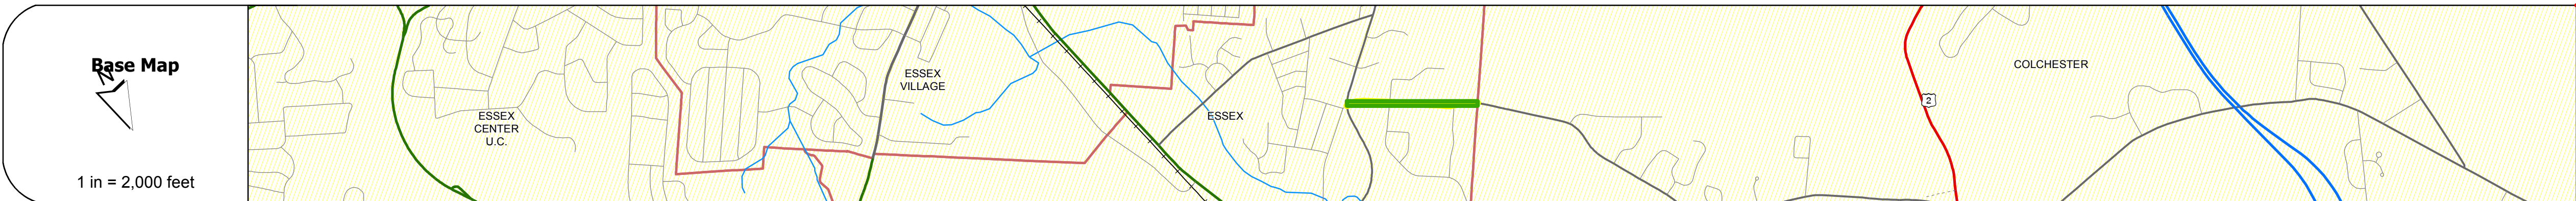 Base Map
N
1 in = 2,000 feet
ESSEX
CENTER
U.C.
ESSEX
VILLAGE
ESSEX
2
COLCHESTER